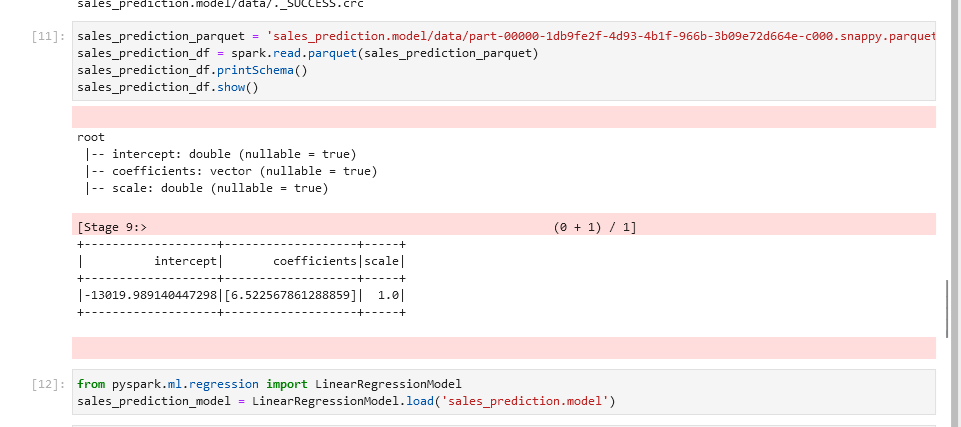 sales_prediction.model/data/._SUCCESS.crc
[11]: sales_prediction_parquet = 'sales_prediction.model/data/part-00000-1db9fe2f-4d93-4b1f-966b-3b09e72d664e-c000.snappy.parquet
sales_prediction_df = spark.read.parquet(sales_prediction_parquet)
sales_prediction_df.printSchema()
sales_prediction_df.show()
root
 |-- intercept: double (nullable = true)
 |-- coefficients: vector (nullable = true)
 |-- scale: double (nullable = true)
[Stage 9:>                                                          (0 + 1) / 1]
+-------------------+-------------------+-----+
|          intercept|       coefficients|scale|
+-------------------+-------------------+-----+
|-13019.989140447298|[6.522567861288859]|  1.0|
+-------------------+-------------------+-----+
[12]: from pyspark.ml.regression import LinearRegressionModel
sales_prediction_model = LinearRegressionModel.load('sales_prediction.model')